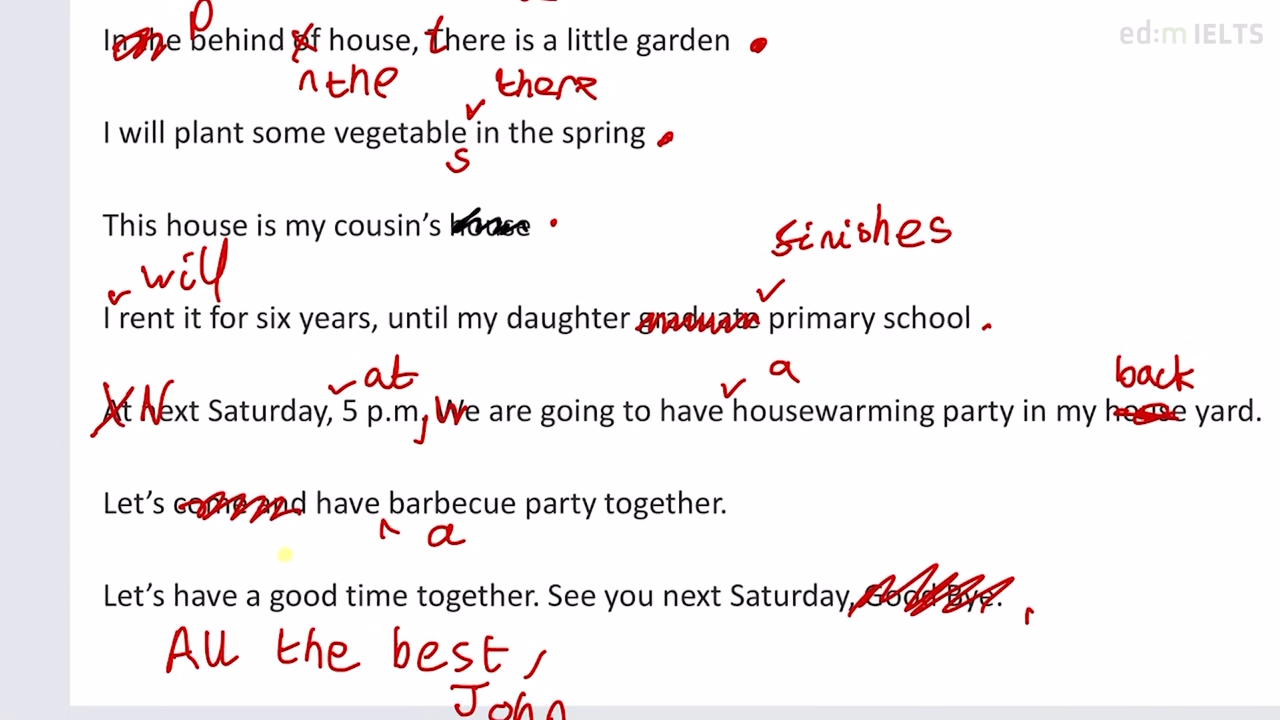 ed:m IELTS
B
In the behind of house, There is a little garden .
t
the there
I will plant some vegetable in the spring .
s
This house is my cousin's house .
will finishes
I rent it for six years, until my daughter graduate primary school .
at a back
At next Saturday, 5 p.m, We are going to have housewarming party in my house yard.
N , w
Let's come and have barbecue party together.
a
Let's have a good time together. See you next Saturday, Good Bye. .
All the best,
John